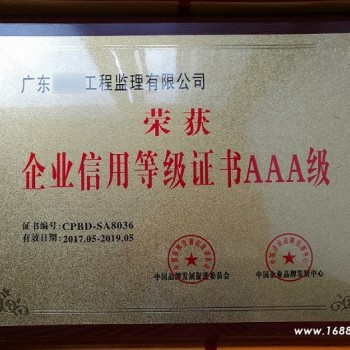 广东 工程监理有限公司
荣获
企业信用等级证书AAA级
证书编号:CPBD-SA8036
有效日期:2017.05-2019.05
中国品牌发展促进委员会
中国企业品牌发展中心
www.1688